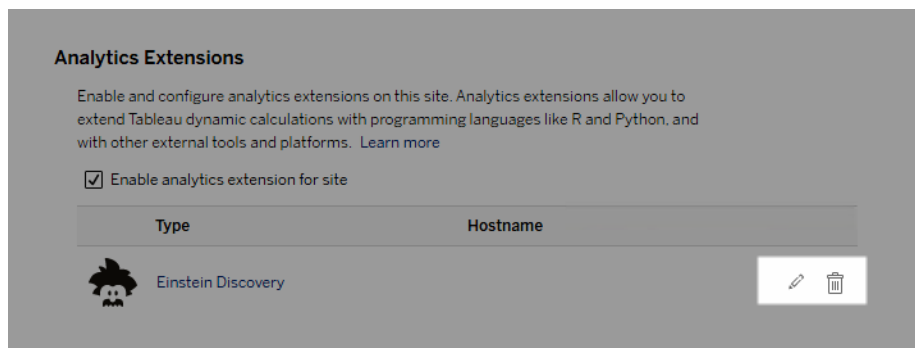 Analytics Extensions
Enable and configure analytics extensions on this site. Analytics extensions allow you to
extend Tableau dynamic calculations with programming languages like R and Python, and
with other external tools and platforms. Learn more
Enable analytics extension for site
Type Hostname
Einstein Discovery